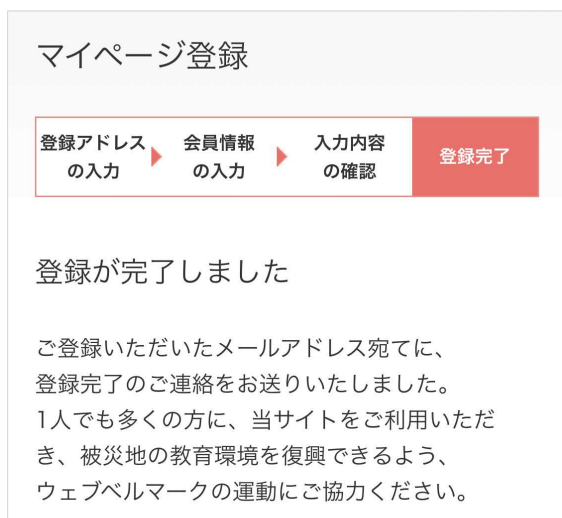 マイページ登録
登録アドレス
の入力
会員情報
の入力
入力内容
の確認
登録完了
登録が完了しました
ご登録いただいたメールアドレス宛てに、
登録完了のご連絡をお送りいたしました。
1人でも多くの方に、当サイトをご利用いただ
き、被災地の教育環境を復興できるよう、
ウェブベルマークの運動にご協力ください。